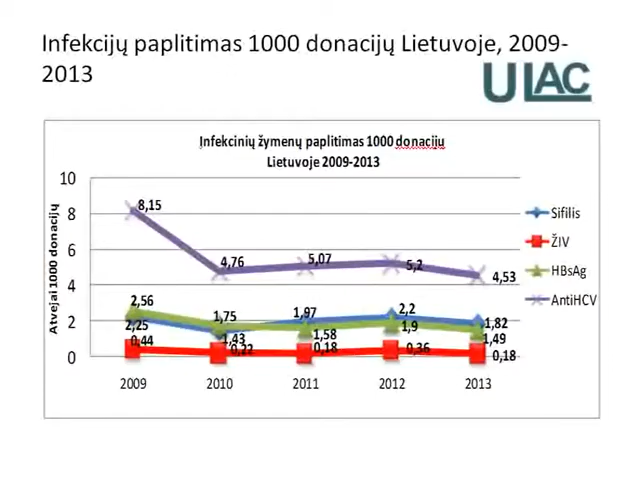 Infekcijų paplitimas 1000 donacijų Lietuvoje, 2009-
2013
ULAC
Įnfekcinių žymenų paplitimas 1000 donacijų
Lietuvoje 2009-2013
Atvejai 1000 donacijų
10
8
6
4
2
0
8,15
4,76
5,07
5,2
4,53
2,56
1,75
1,97
2,2
1,82
2,25
1,43
1,58
1,9
1,49
0,44
0,22
0,18
0,36
0,18
2009 2010 2011 2012 2013
Sifilis
ŽIV
HBsAg
AntiHCV